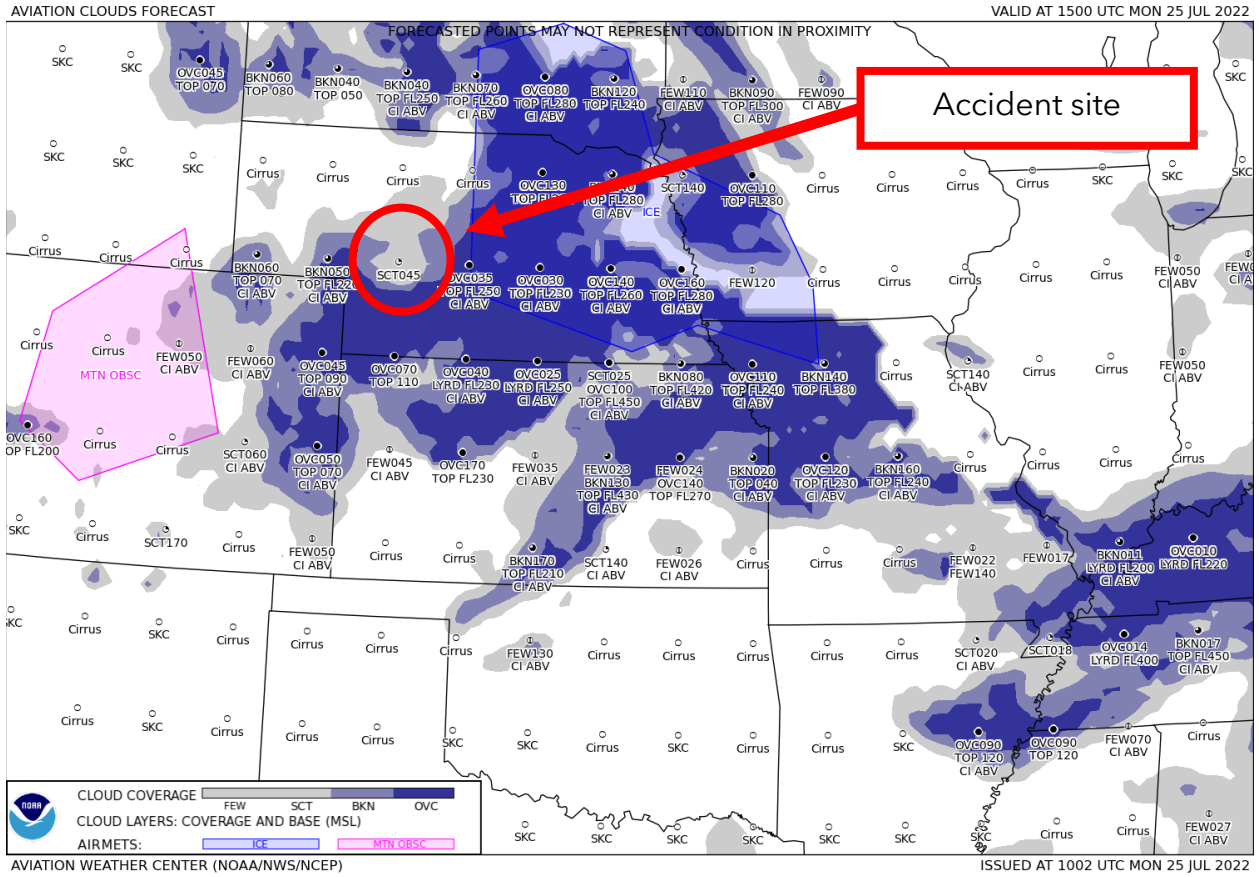 AVIATION CLOUDS FORECAST
VALID AT 1500 UTC MON 25 JUL 2022
FORECASTED POINTS MAY NOT REPRESENT CONDITION IN PROXIMITY
Accident site
SKC
SKC
OVC045
TOP 070
BKN060
TOP 080
BKN040
TOP 050
BKN040
TOP FL250
CI ABV
BKN070
TOP FL260
CI ABV
OVC080
TOP FL280
CI ABV
BKN120
TOP FL240
FEW110
CI ABV
BKN090
TOP FL300
CI ABV
FEW090
CI ABV
SKC
SKC
SKC
SKC
Cirrus
Cirrus
Cirrus
Cirrus
OVC130
TOP FL280
CI ABV
SCT140
OVC110
TOP FL280
Cirrus
Cirrus
Cirrus
Cirrus
SKC
SKC
SKC
ICE
Cirrus
Cirrus
Cirrus
BKN060
TOP 070
CI ABV
BKN050
TOP FL220
CI ABV
SCT045
OVC035
TOP FL250
CI ABV
OVC030
TOP FL230
CI ABV
OVC140
TOP FL260
CI ABV
OVC160
TOP FL280
CI ABV
FEW120
Cirrus
Cirrus
Cirrus
Cirrus
Cirrus
FEW050
CI ABV
Cirrus
Cirrus
FEW050
CI ABV
MTN OBSC
FEW060
CI ABV
OVC045
TOP 090
CI ABV
OVC070
TOP 110
OVC040
LYRD FL230
CI ABV
OVC025
LYRD FL250
CI ABV
SCT025
OVC100
TOP FL450
CI ABV
BKN080
TOP FL420
CI ABV
OVC110
TOP FL240
CI ABV
BKN140
TOP FL380
Cirrus
SCT140
CI ABV
Cirrus
Cirrus
FEW050
CI ABV
OVC160
TOP FL200
Cirrus
Cirrus
SCT060
CI ABV
OVC050
TOP 070
CI ABV
FEW045
CI ABV
OVC170
TOP FL230
FEW035
CI ABV
FEW023
BKN130
TOP FL430
CI ABV
FEW024
OVC140
TOP FL270
BKN020
TOP 040
CI ABV
OVC120
TOP FL230
CI ABV
BKN160
TOP FL240
CI ABV
Cirrus
Cirrus
Cirrus
Cirrus
SKC
Cirrus
SCT170
Cirrus
FEW050
CI ABV
Cirrus
Cirrus
BKN170
TOP FL210
CI ABV
SCT140
CI ABV
FEW026
CI ABV
Cirrus
Cirrus
Cirrus
FEW022
FEW140
FEW017
BKN011
LYRD FL200
CI ABV
OVC010
LYRD FL220
SKC
Cirrus
SKC
Cirrus
Cirrus
Cirrus
Cirrus
FEW130
CI ABV
Cirrus
Cirrus
Cirrus
Cirrus
Cirrus
SCT020
CI ABV
SCT018
OVC014
LYRD FL400
BKN017
TOP FL450
CI ABV
Cirrus
SKC
Cirrus
Cirrus
Cirrus
SKC
SKC
Cirrus
SKC
Cirrus
Cirrus
SKC
OVC090
TOP 120
CI ABV
OVC090
TOP 120
FEW070
CI ABV
Cirrus
SKC
SKC
SKC
SKC
SKC
SKC
SKC
Cirrus
Cirrus
FEW027
CI ABV
NOAA
CLOUD COVERAGE
FEW SCT BKN OVC
CLOUD LAYERS: COVERAGE AND BASE (MSL)
AIRMETS: ICE MTN OBSC
AVIATION WEATHER CENTER (NOAA/NWS/NCEP)
ISSUED AT 1002 UTC MON 25 JUL 2022